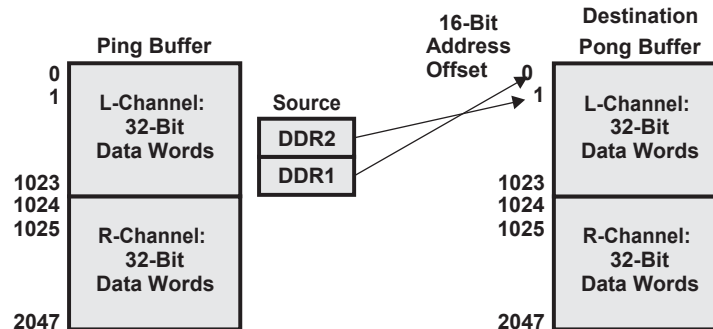 Ping Buffer
0
1
L-Channel:
32-Bit
Data Words
1023
1024
1025
R-Channel:
32-Bit
Data Words
2047
Source
DDR2
DDR1
16-Bit
Address
Offset
Destination
Pong Buffer
0
1
L-Channel:
32-Bit
Data Words
1023
1024
1025
R-Channel:
32-Bit
Data Words
2047